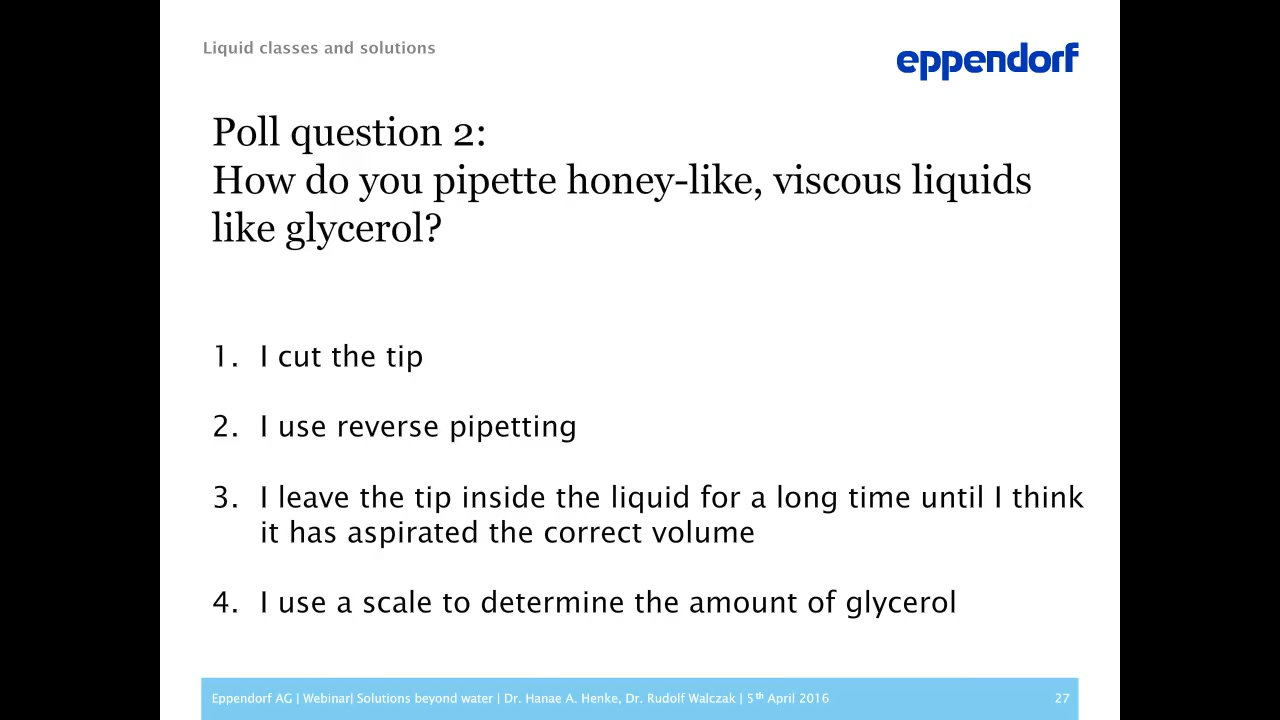 Liquid classes and solutions
eppendorf
Poll question 2:
How do you pipette honey-like, viscous liquids
like glycerol?
1. I cut the tip
2. I use reverse pipetting
3. I leave the tip inside the liquid for a long time until I think
it has aspirated the correct volume
4. I use a scale to determine the amount of glycerol
Eppendorf AG | Webinar| Solutions beyond water | Dr. Hanae A. Henke, Dr. Rudolf Walczak | 5th April 2016
27